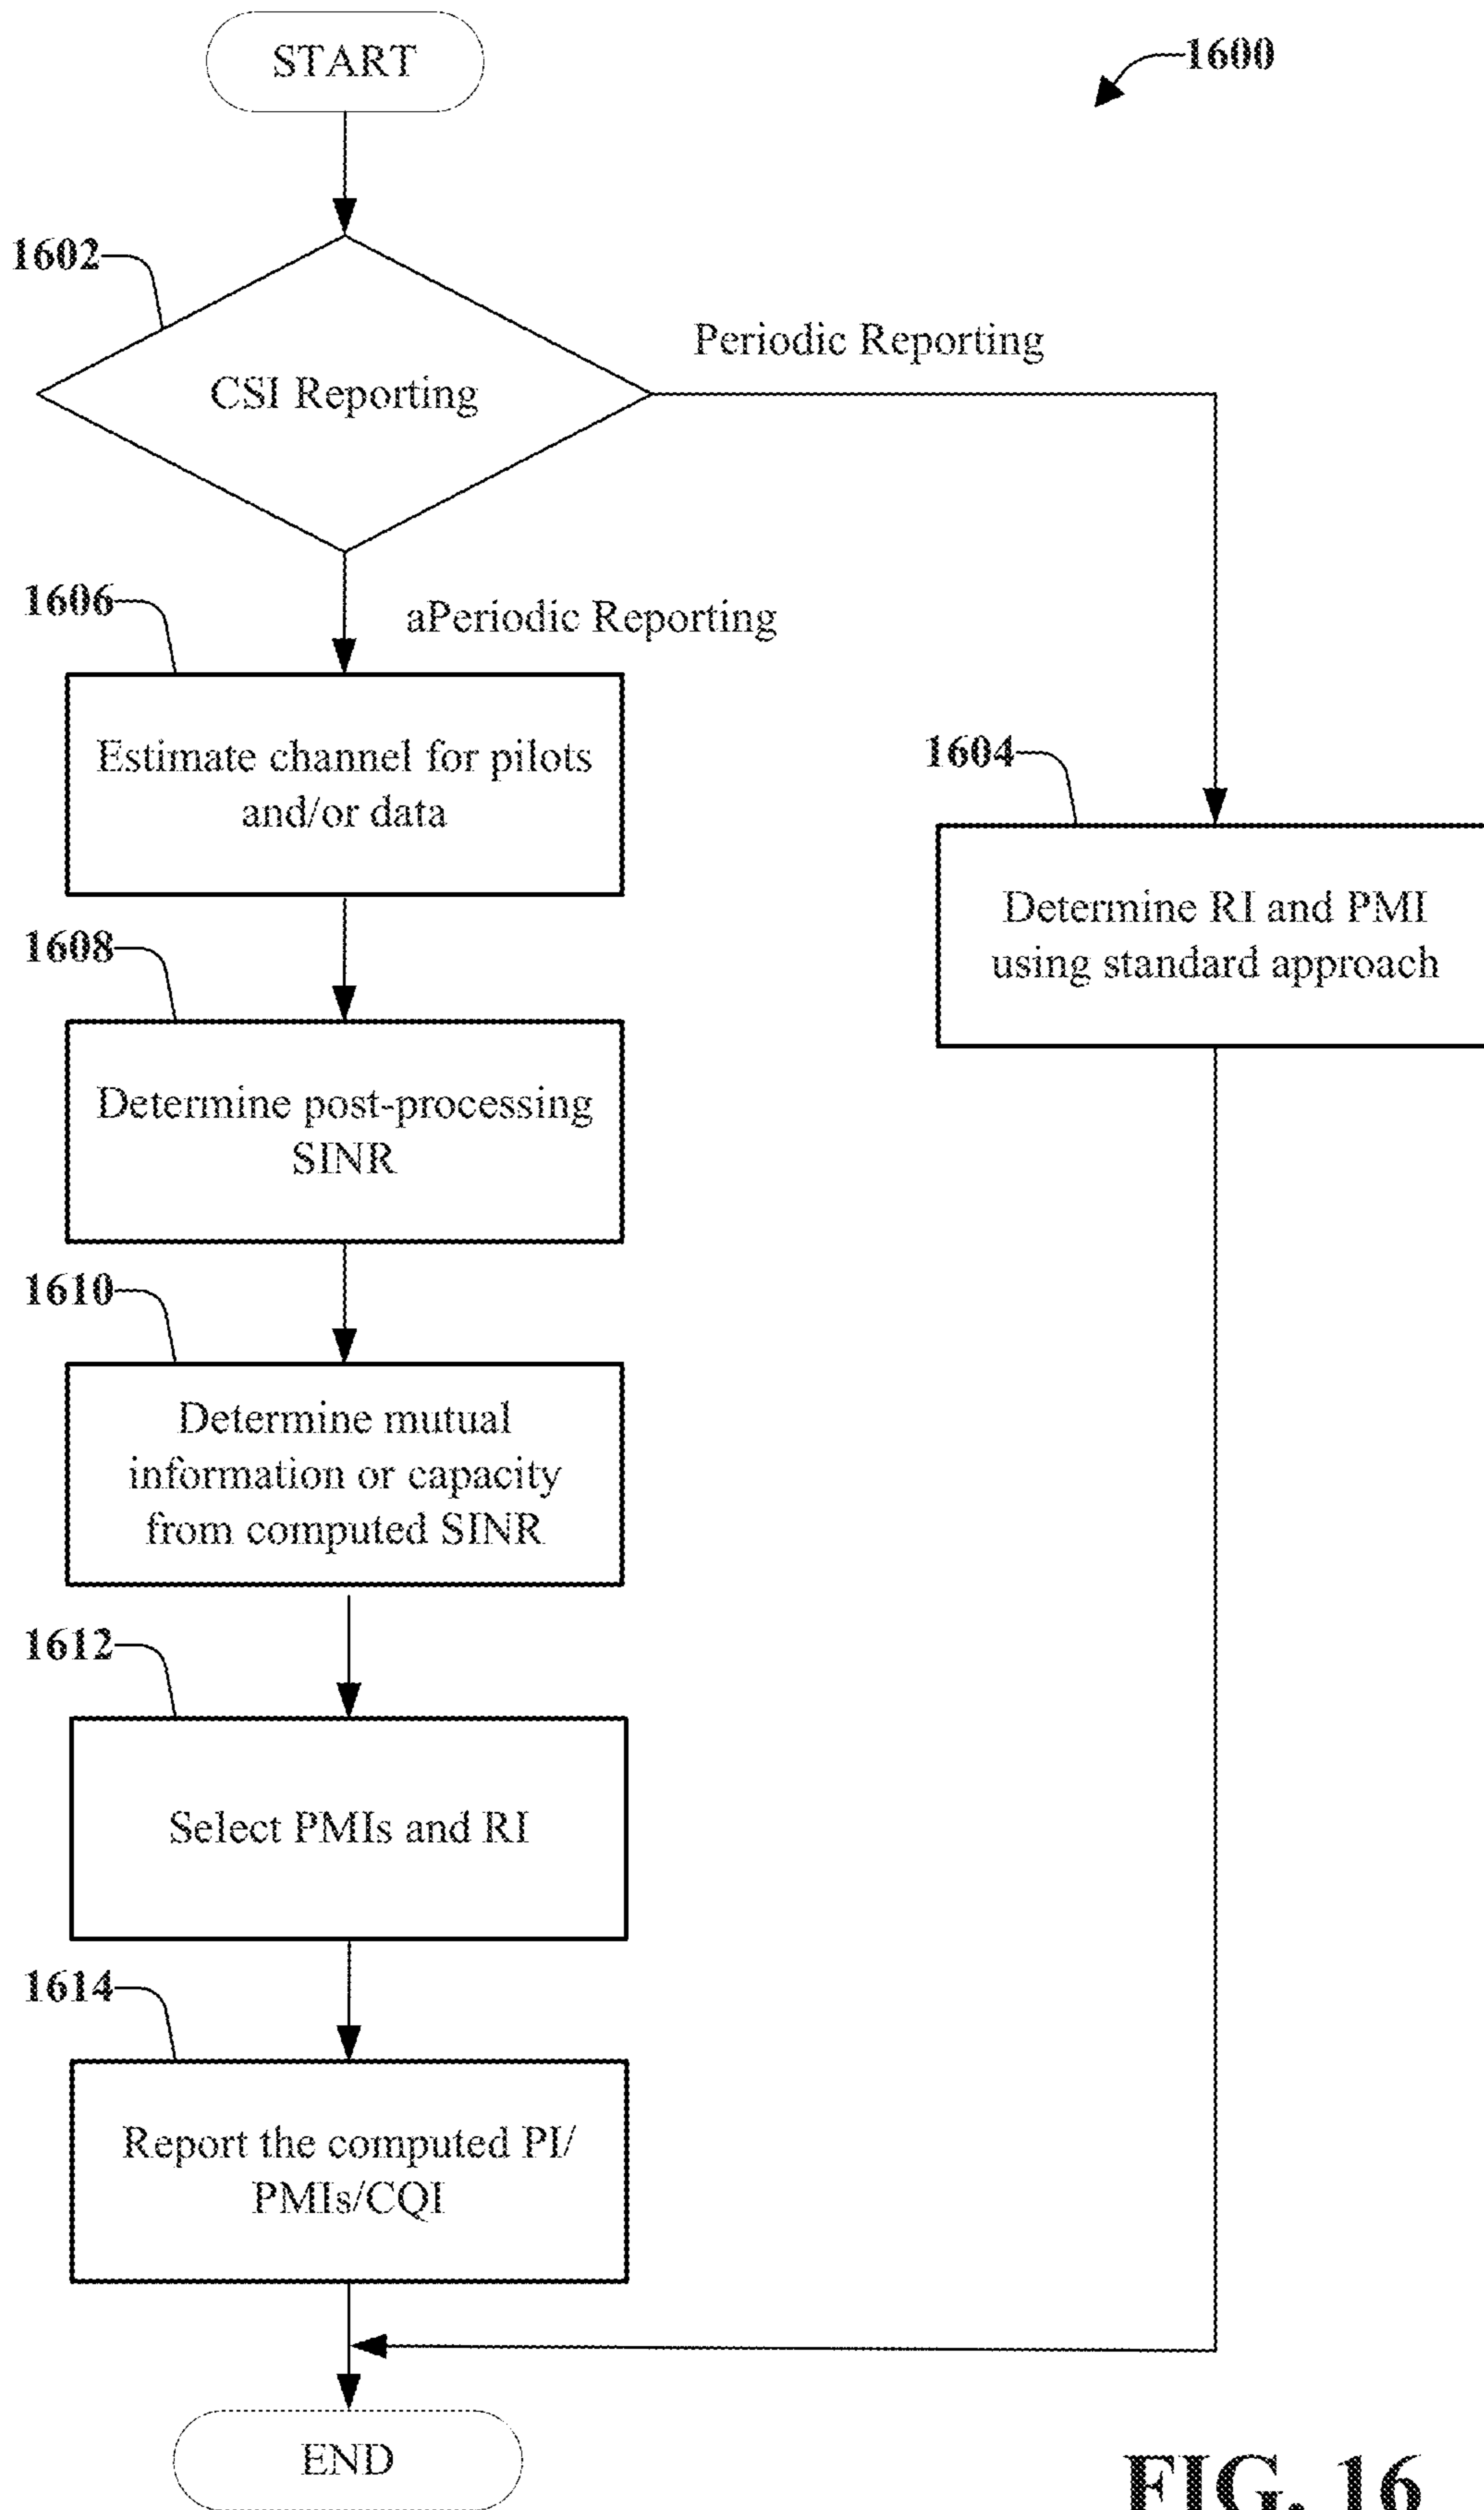 START
1600
1602
CSI Reporting
Periodic Reporting
1606
aPeriodic Reporting
Estimate channel for pilots
and/or data
1604
Determine RI and PMI
using standard approach
1608
Determine post-processing
SINR
1610
Determine mutual
information or capacity
from computed SINR
1612
Select PMIs and RI
1614
Report the computed PI/
PMIs/CQI
END
FIG. 16